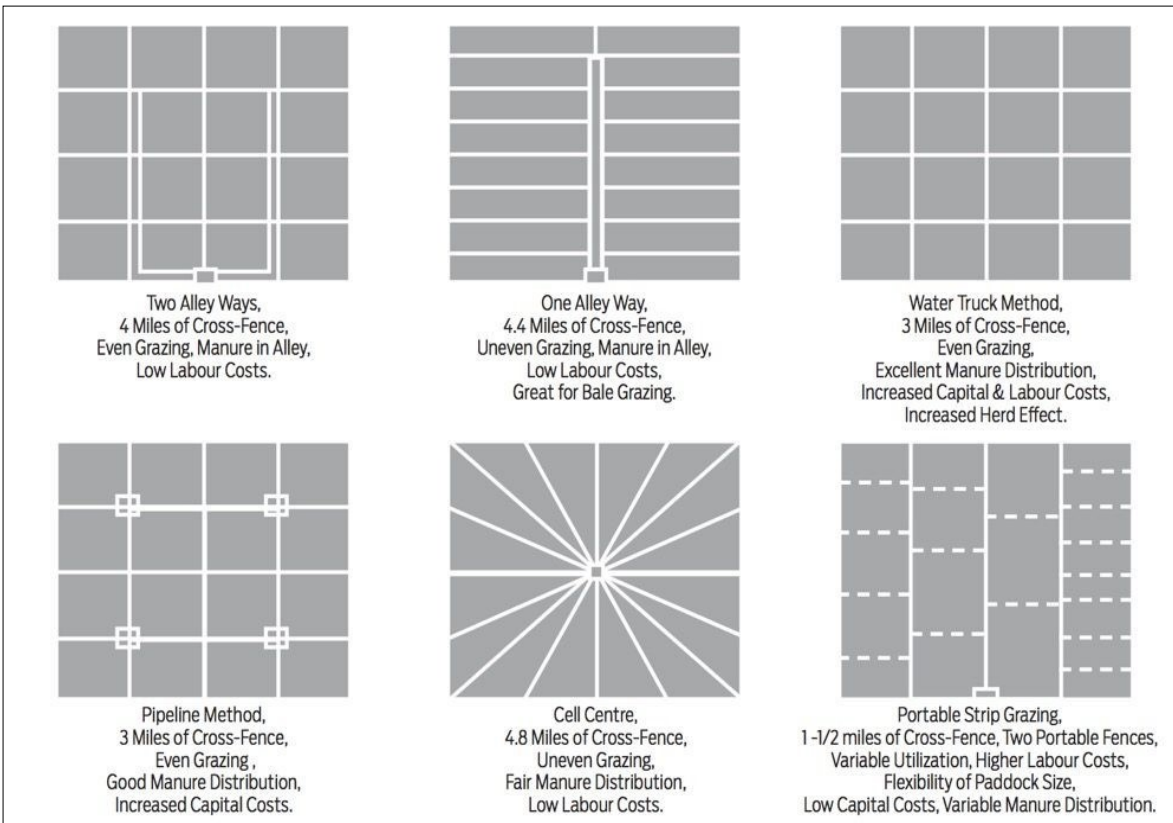 Two Alley Ways,
4 Miles of Cross-Fence,
Even Grazing, Manure in Alley,
Low Labour Costs.
One Alley Way,
4.4 Miles of Cross-Fence,
Uneven Grazing, Manure in Alley,
Low Labour Costs,
Great for Bale Grazing.
Water Truck Method,
3 Miles of Cross-Fence,
Even Grazing,
Excellent Manure Distribution,
Increased Capital & Labour Costs,
Increased Herd Effect.
Pipeline Method,
3 Miles of Cross-Fence,
Even Grazing ,
Good Manure Distribution,
Increased Capital Costs.
Cell Centre,
4.8 Miles of Cross-Fence,
Uneven Grazing,
Fair Manure Distribution,
Low Labour Costs.
Portable Strip Grazing,
1 -1/2 miles of Cross-Fence, Two Portable Fences,
Variable Utilization, Higher Labour Costs,
Flexibility of Paddock Size,
Low Capital Costs, Variable Manure Distribution.